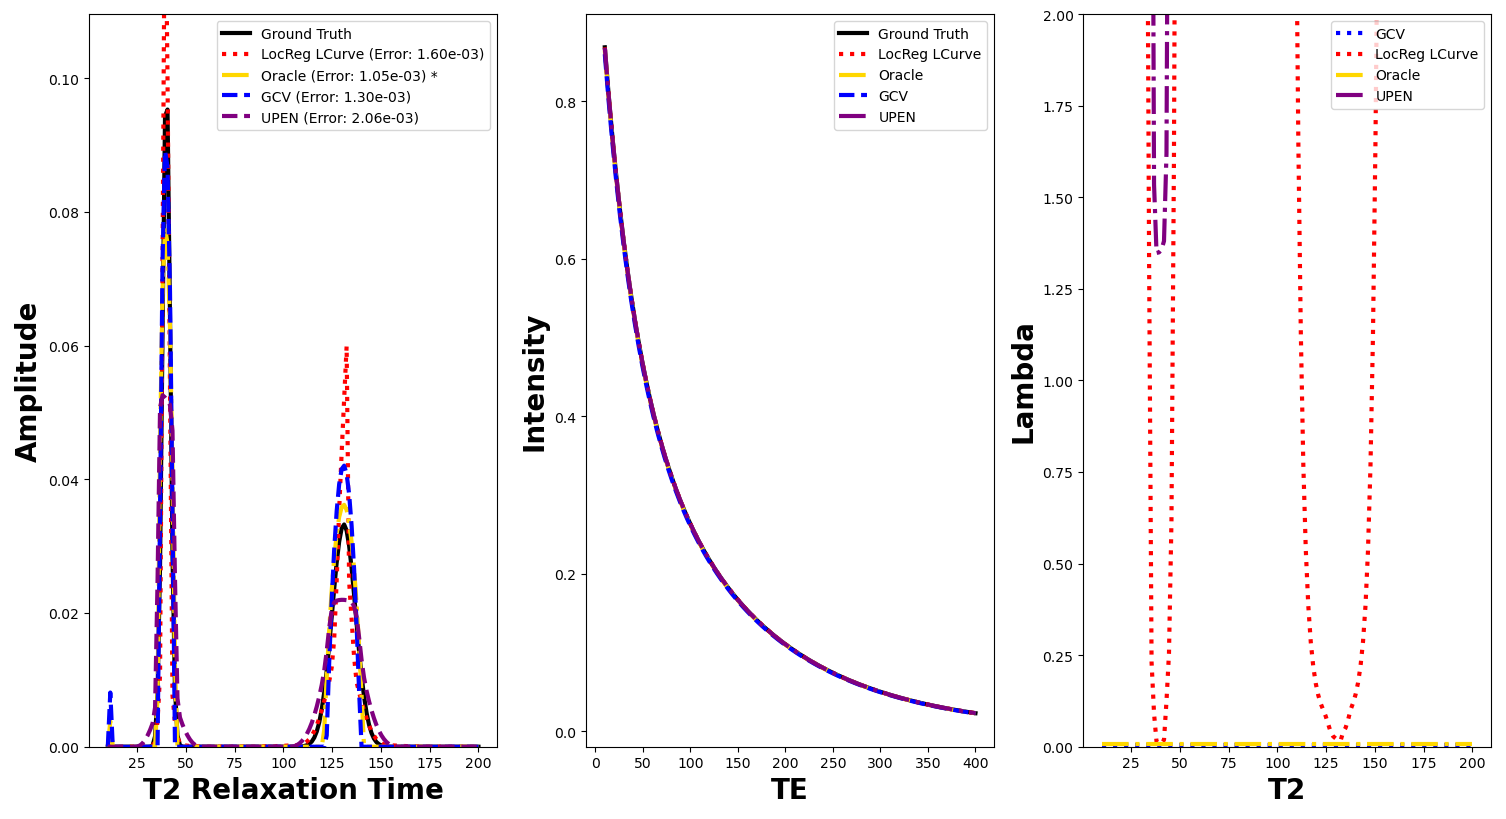 Amplitude
0.10
0.08
0.06
0.04
0.02
0.00
Ground Truth
LocReg LCurve (Error: 1.60e-03)
Oracle (Error: 1.05e-03) *
GCV (Error: 1.30e-03)
UPEN (Error: 2.06e-03)
25 50 75 100 125 150 175 200
T2 Relaxation Time
Intensity
0.8
0.6
0.4
0.2
0.0
Ground Truth
LocReg LCurve
Oracle
GCV
UPEN
0 50 100 150 200 250 300 350 400
TE
Lambda
2.00
1.75
1.50
1.25
1.00
0.75
0.50
0.25
0.00
GCV
LocReg LCurve
Oracle
UPEN
25 50 75 100 125 150 175 200
T2